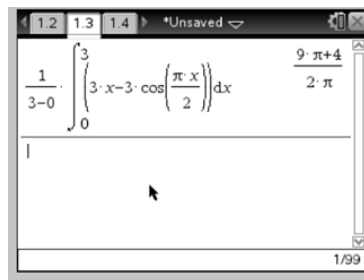 1.2 1.3 1.4 *Unsaved
1/(3-0) · ∫₀³ (3·x-3·cos(π·x/2))dx (9·π+4)/(2·π)
1/99